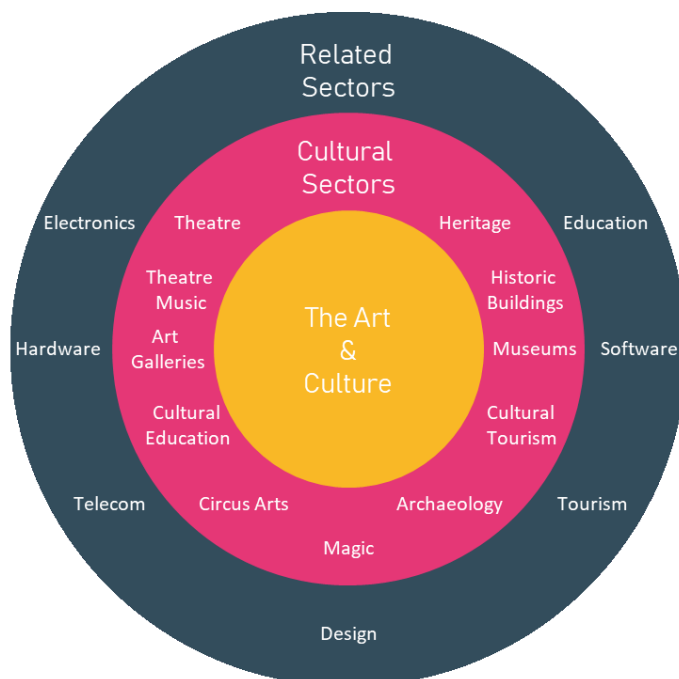 Related
Sectors
Cultural
Sectors
Electronics
Theatre
Heritage
Education
Theatre
Music
Historic
Buildings
The Art
&
Culture
Hardware
Art
Galleries
Museums
Software
Cultural
Education
Cultural
Tourism
Telecom
Circus Arts
Archaeology
Tourism
Magic
Design